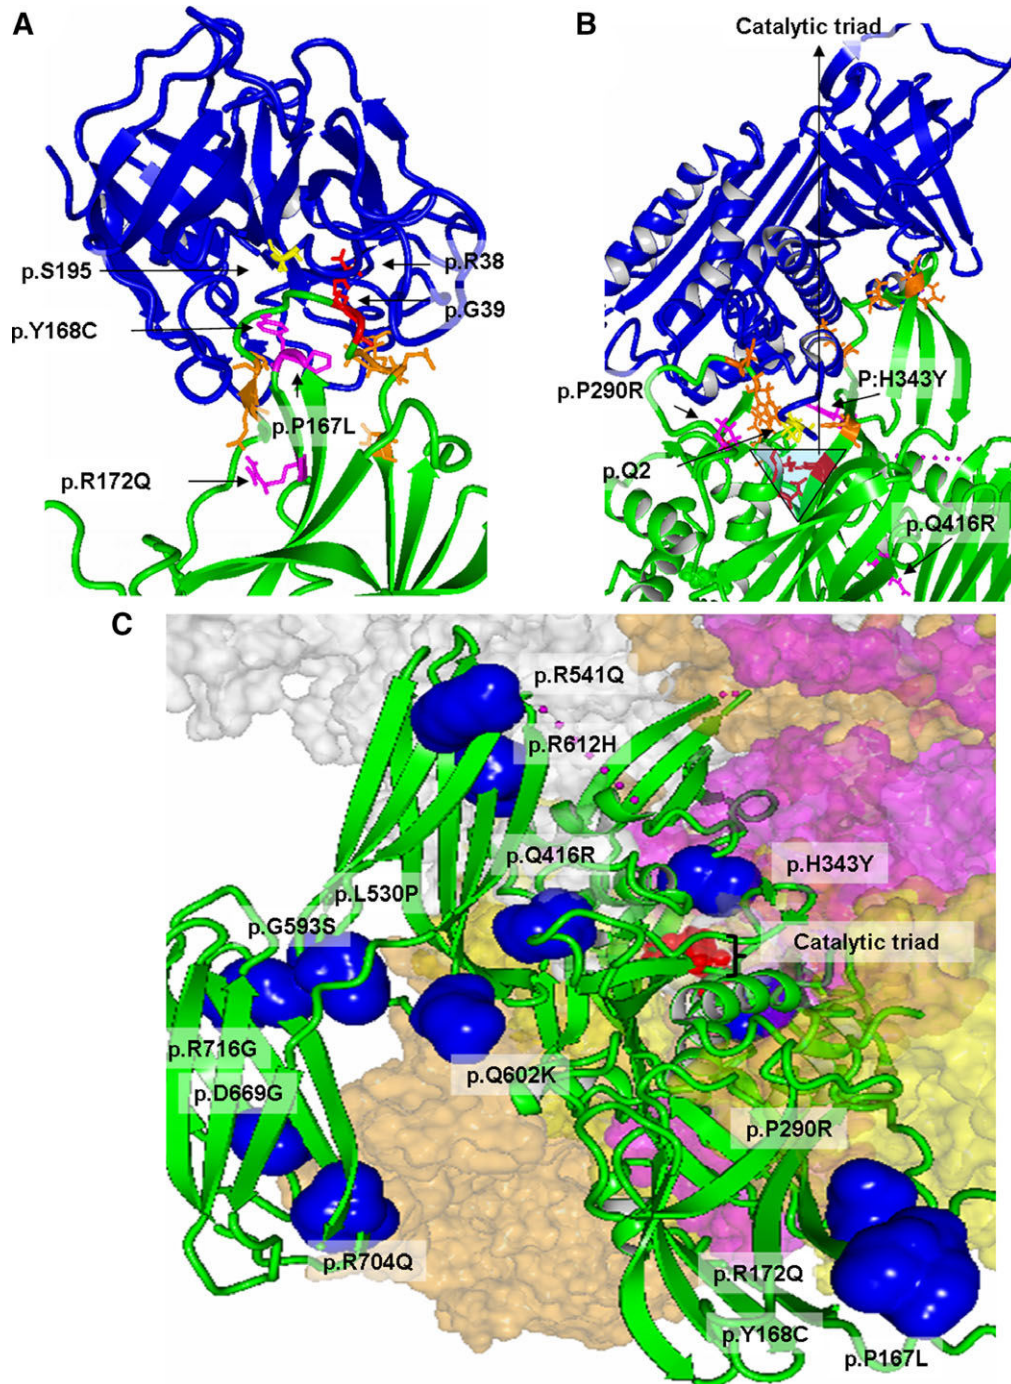 A
p.S195
p.R38
p.G39
p.Y168C
p.P167L
p.R172Q
B
Catalytic triad
p.P290R
P:H343Y
p.Q2
p.Q416R
C
p.R541Q
p.R612H
p.Q416R
p.H343Y
p.L530P
p.G593S
Catalytic triad
p.R716G
p.Q602K
p.D669G
p.P290R
p.R704Q
p.R172Q
p.Y168C
p.P167L